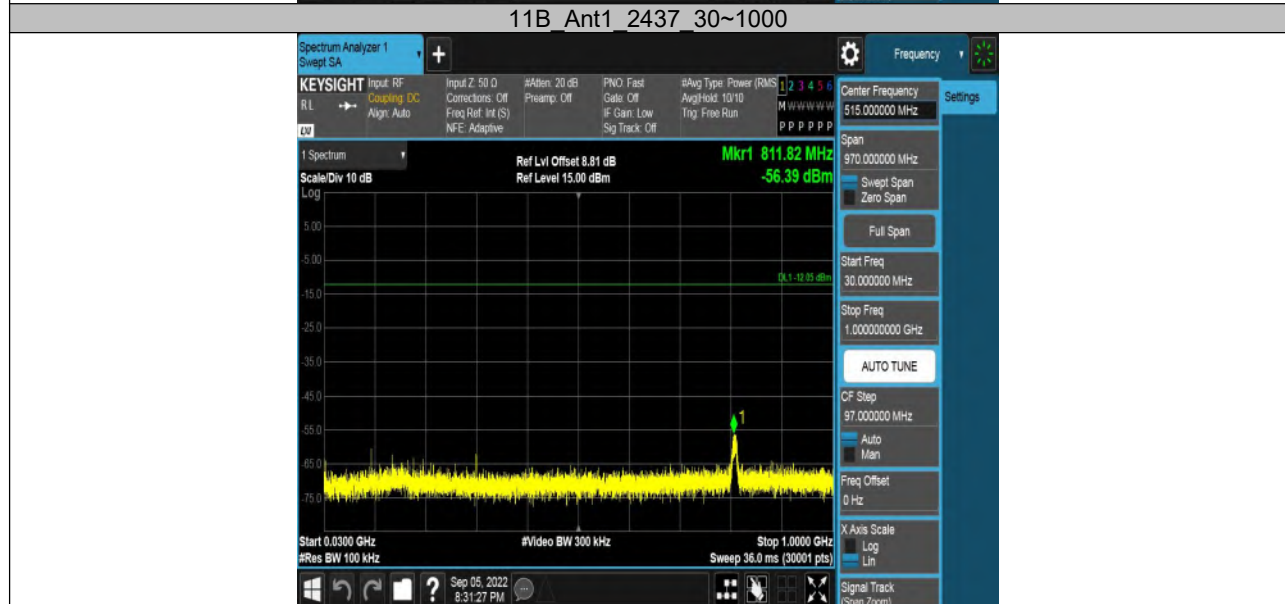 11B_Ant1_2437_30~1000
Spectrum Analyzer 1
Swept SA
Frequency
KEYSIGHT
RL
LXI
Input: RF
Coupling: DC
Align: Auto
Input Z: 50 Ω
Corrections: Off
Freq Ref: Int (S)
NFE: Adaptive
#Atten: 20 dB
Preamp: Off
PNO: Fast
Gate: Off
IF Gain: Low
Sig Track: Off
#Avg Type: Power (RMS
Avg|Hold: 10/10
Trig: Free Run
1 2 3 4 5 6
M W W W W W
P P P P P P
1 Spectrum
Scale/Div 10 dB
Log
Ref Lvl Offset 8.81 dB
Ref Level 15.00 dBm
Mkr1 811.82 MHz
-56.39 dBm
5.00
-5.00
DL1 -12.05 dBm
-15.0
-25.0
-35.0
-45.0
1
-55.0
-65.0
-75.0
Start 0.0300 GHz
#Res BW 100 kHz
#Video BW 300 kHz
Stop 1.0000 GHz
Sweep 36.0 ms (30001 pts)
?
Sep 05, 2022
8:31:27 PM
Center Frequency
515.000000 MHz
Settings
Span
970.000000 MHz
Swept Span
Zero Span
Full Span
Start Freq
30.000000 MHz
Stop Freq
1.000000000 GHz
AUTO TUNE
CF Step
97.000000 MHz
Auto
Man
Freq Offset
0 Hz
X Axis Scale
Log
Lin
Signal Track
(Span Zoom)